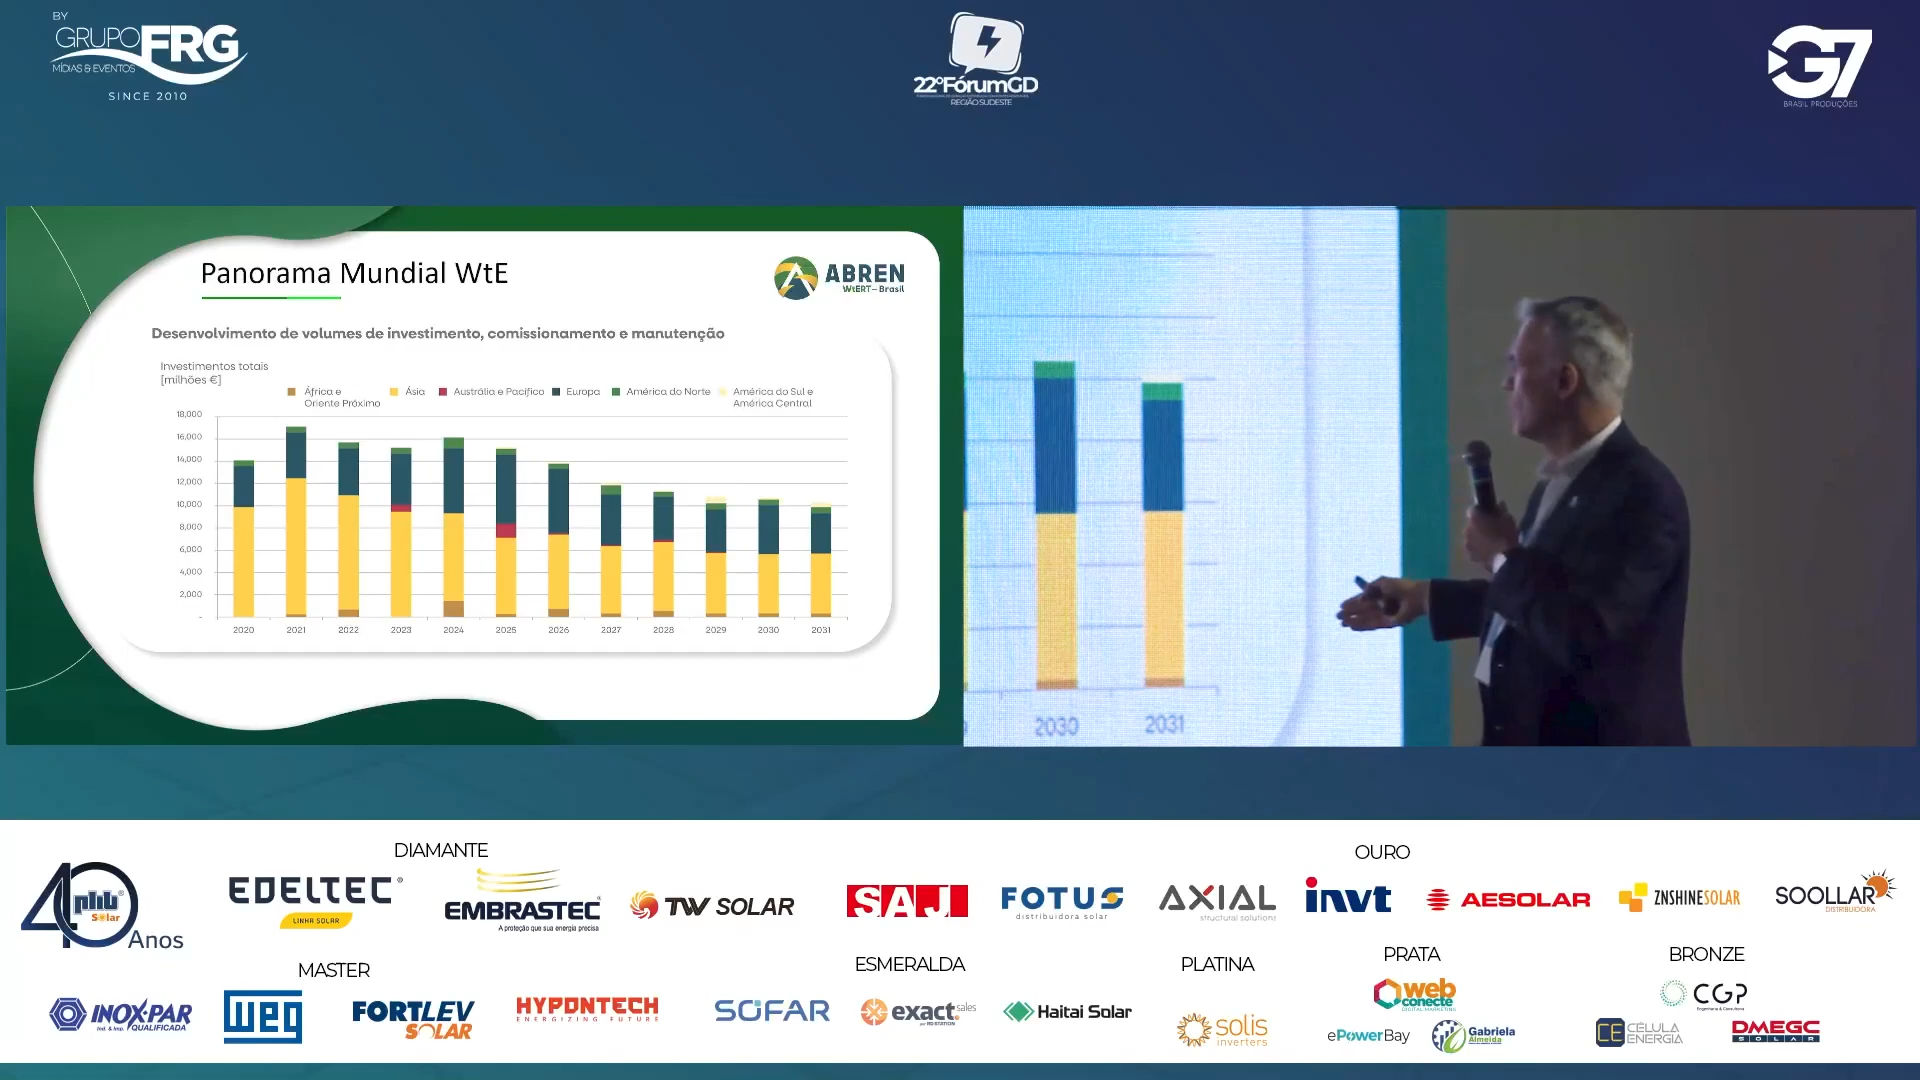 BY
GRUPO FRG
MÍDIAS & EVENTOS
SINCE 2010
22ºFórumGD
REGIÃO SUDESTE
G7
BRASIL PRODUÇÕES
Panorama Mundial WtE
ABREN
WtERT–Brasil
Desenvolvimento de volumes de investimento, comissionamento e manutenção
Investimentos totais
[milhões €]
África e Oriente Próximo
Ásia
Austrália e Pacífico
Europa
América do Norte
América do Sul e América Central
18,000
16,000
14,000
12,000
10,000
8,000
6,000
4,000
2,000
-
2020 2021 2022 2023 2024 2025 2026 2027 2028 2029 2030 2031
2030 2031
DIAMANTE
OURO
40 Anos
phb Solar
EDELTEC
LINHA SOLAR
EMBRASTEC
A proteção que sua energia precisa
TW SOLAR
SAJ
FOTUS
distribuidora solar
AXIAL
structural solutions
invt
AESOLAR
ZNSHINESOLAR
SOOLLAR
DISTRIBUIDORA
MASTER
ESMERALDA
PLATINA
PRATA
BRONZE
INOX-PAR
Ind. & Imp. QUALIFICADA
WEG
FORTLEV
SOLAR
HYPONTECH
ENERGIZING FUTURE
SOFAR
exact sales
por RD STATION
Haitai Solar
solis
inverters
web
conecte
DIGITAL MARKETING
ePowerBay
Gabriela
Almeida
CGP
Engenharia & Consultoria
CE CÉLULA
ENERGIA
DMEGC
SOLAR